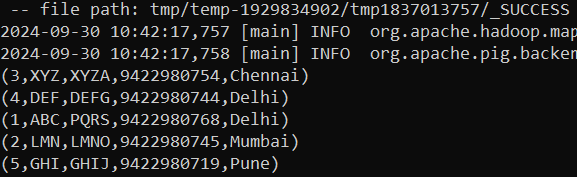 -- file path: tmp/temp-1929834902/tmp1837013757/_SUCCESS
2024-09-30 10:42:17,757 [main] INFO  org.apache.hadoop.map
2024-09-30 10:42:17,758 [main] INFO  org.apache.pig.backen
(3,XYZ,XYZA,9422980754,Chennai)
(4,DEF,DEFG,9422980744,Delhi)
(1,ABC,PQRS,9422980768,Delhi)
(2,LMN,LMNO,9422980745,Mumbai)
(5,GHI,GHIJ,9422980719,Pune)